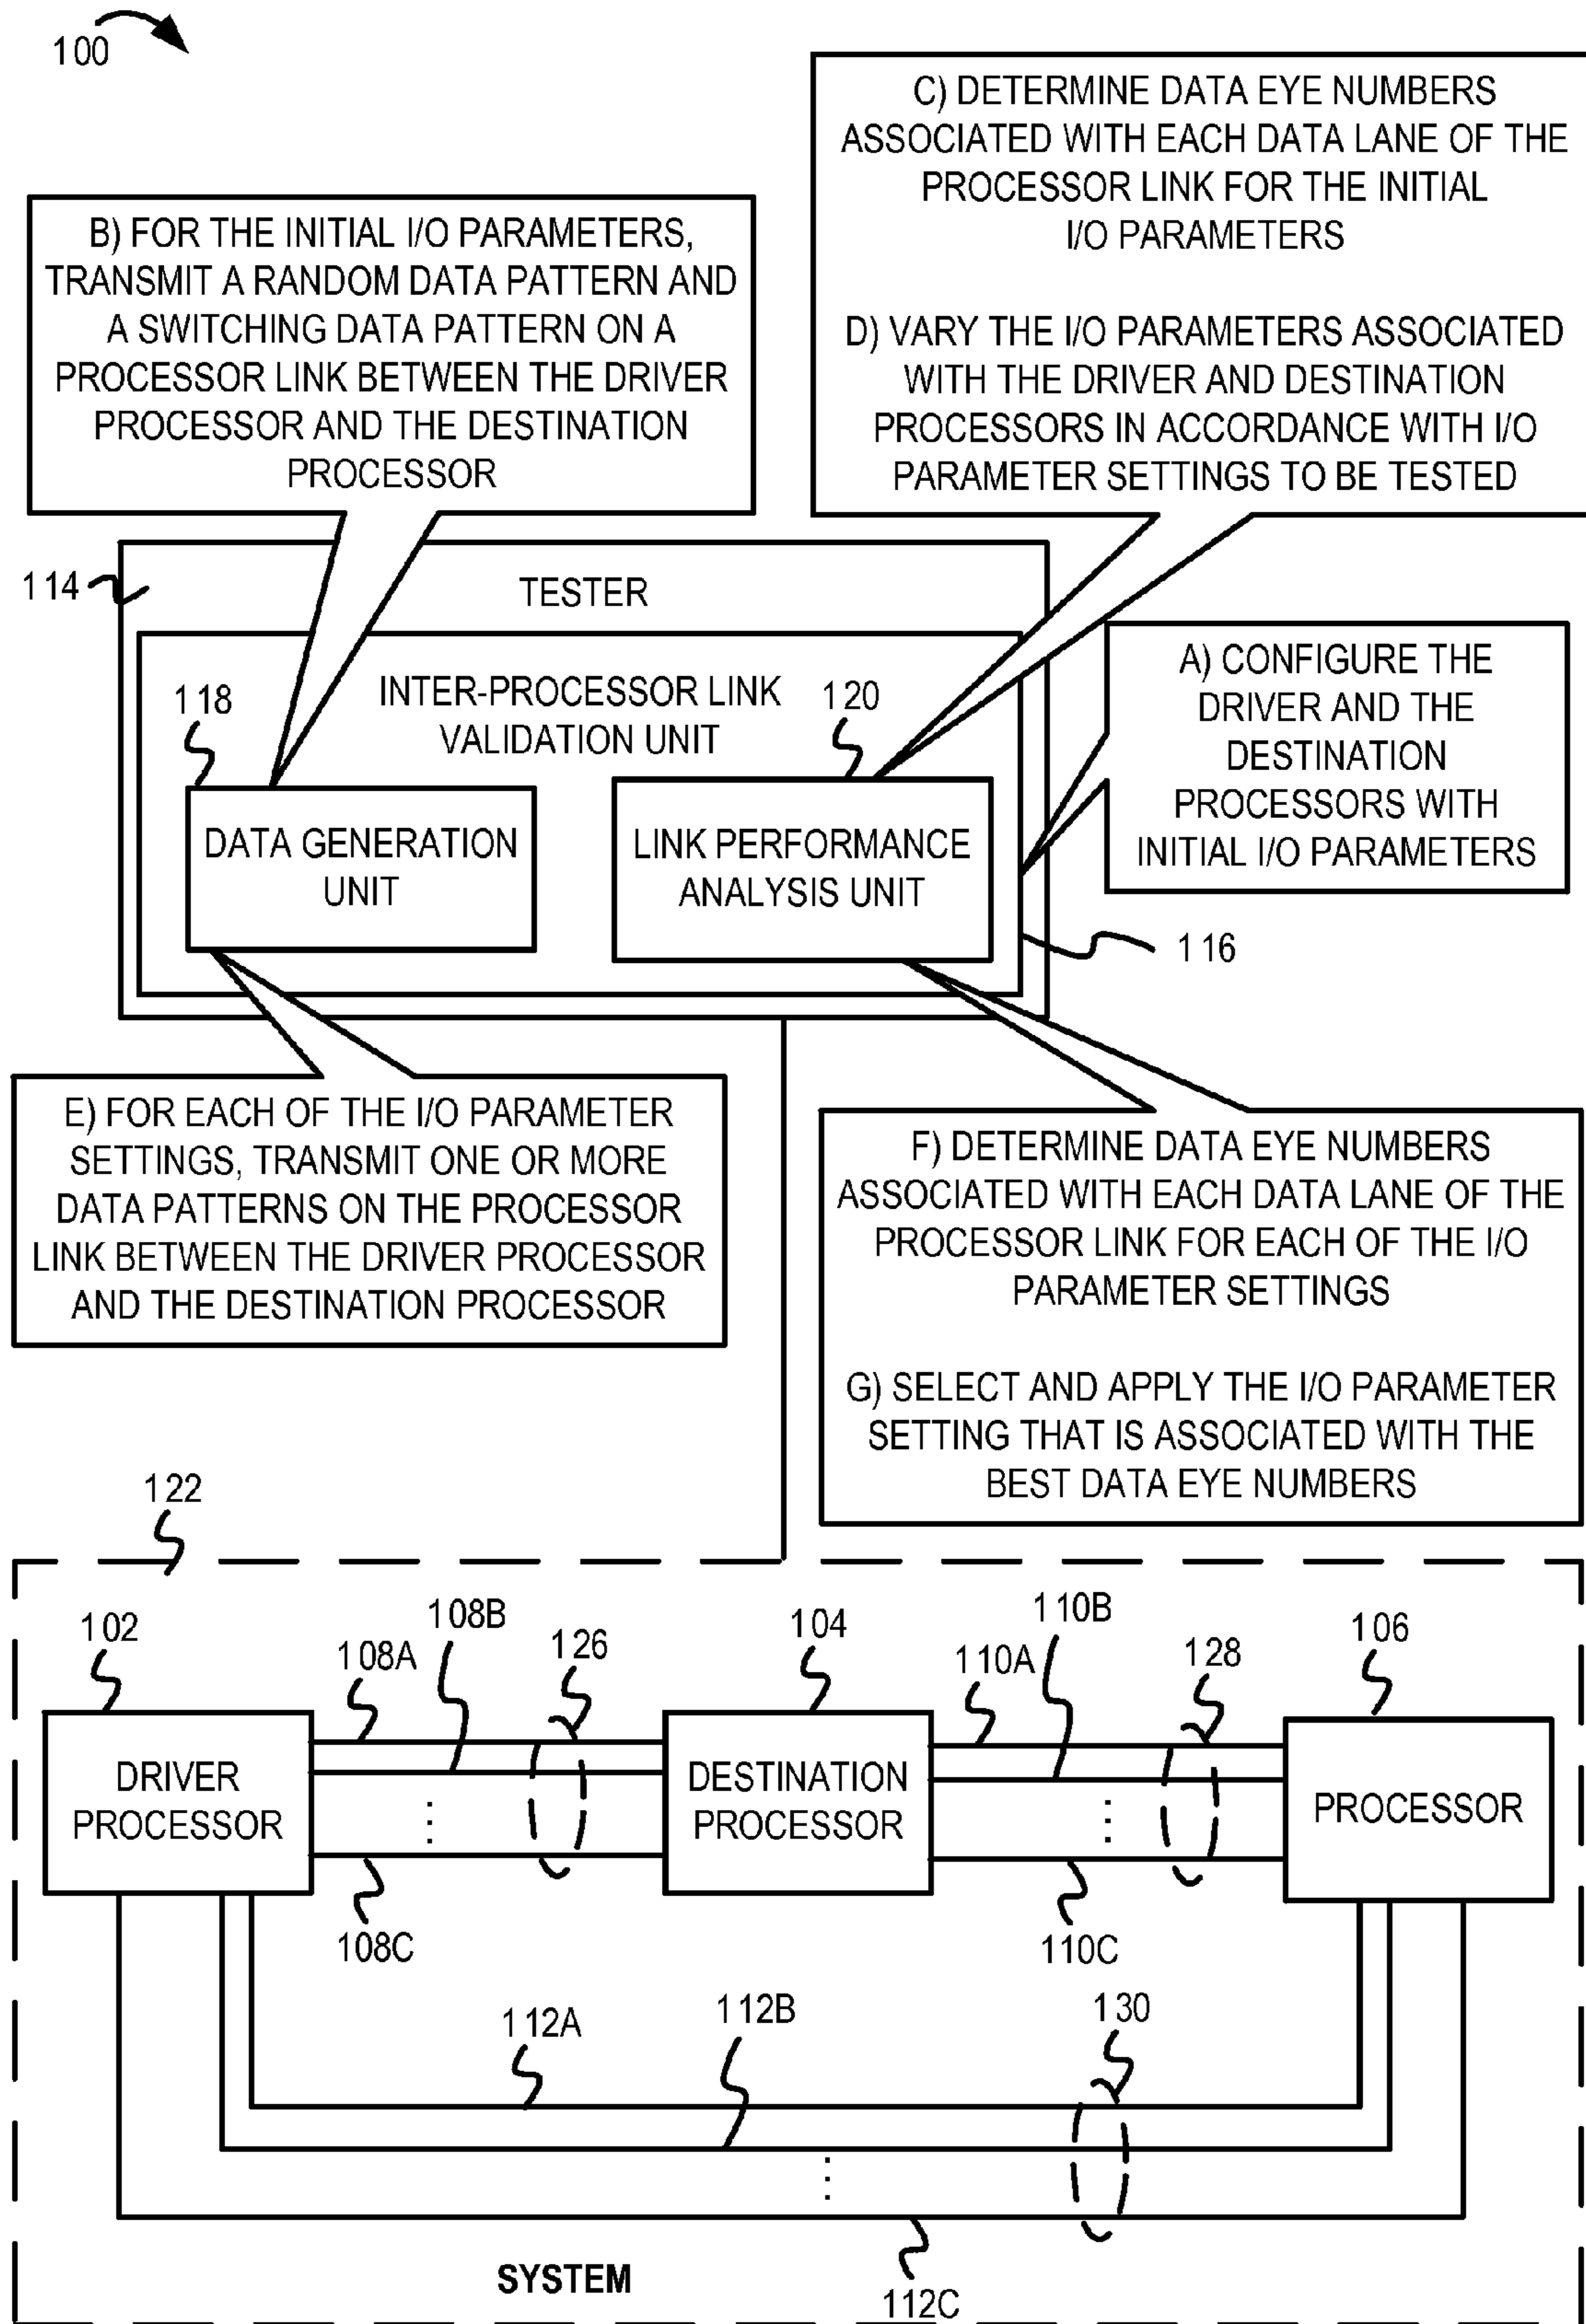 100
C) DETERMINE DATA EYE NUMBERS
ASSOCIATED WITH EACH DATA LANE OF THE
PROCESSOR LINK FOR THE INITIAL
I/O PARAMETERS
D) VARY THE I/O PARAMETERS ASSOCIATED
WITH THE DRIVER AND DESTINATION
PROCESSORS IN ACCORDANCE WITH I/O
PARAMETER SETTINGS TO BE TESTED
B) FOR THE INITIAL I/O PARAMETERS,
TRANSMIT A RANDOM DATA PATTERN AND
A SWITCHING DATA PATTERN ON A
PROCESSOR LINK BETWEEN THE DRIVER
PROCESSOR AND THE DESTINATION
PROCESSOR
114
TESTER
A) CONFIGURE THE
DRIVER AND THE
DESTINATION
PROCESSORS WITH
INITIAL I/O PARAMETERS
118
INTER-PROCESSOR LINK
VALIDATION UNIT
120
DATA GENERATION
UNIT
LINK PERFORMANCE
ANALYSIS UNIT
116
E) FOR EACH OF THE I/O PARAMETER
SETTINGS, TRANSMIT ONE OR MORE
DATA PATTERNS ON THE PROCESSOR
LINK BETWEEN THE DRIVER PROCESSOR
AND THE DESTINATION PROCESSOR
F) DETERMINE DATA EYE NUMBERS
ASSOCIATED WITH EACH DATA LANE OF THE
PROCESSOR LINK FOR EACH OF THE I/O
PARAMETER SETTINGS
G) SELECT AND APPLY THE I/O PARAMETER
SETTING THAT IS ASSOCIATED WITH THE
BEST DATA EYE NUMBERS
122
102
108A
108B
126
104
110A
110B
128
106
DRIVER
PROCESSOR
DESTINATION
PROCESSOR
PROCESSOR
108C
110C
112A
112B
130
SYSTEM
112C